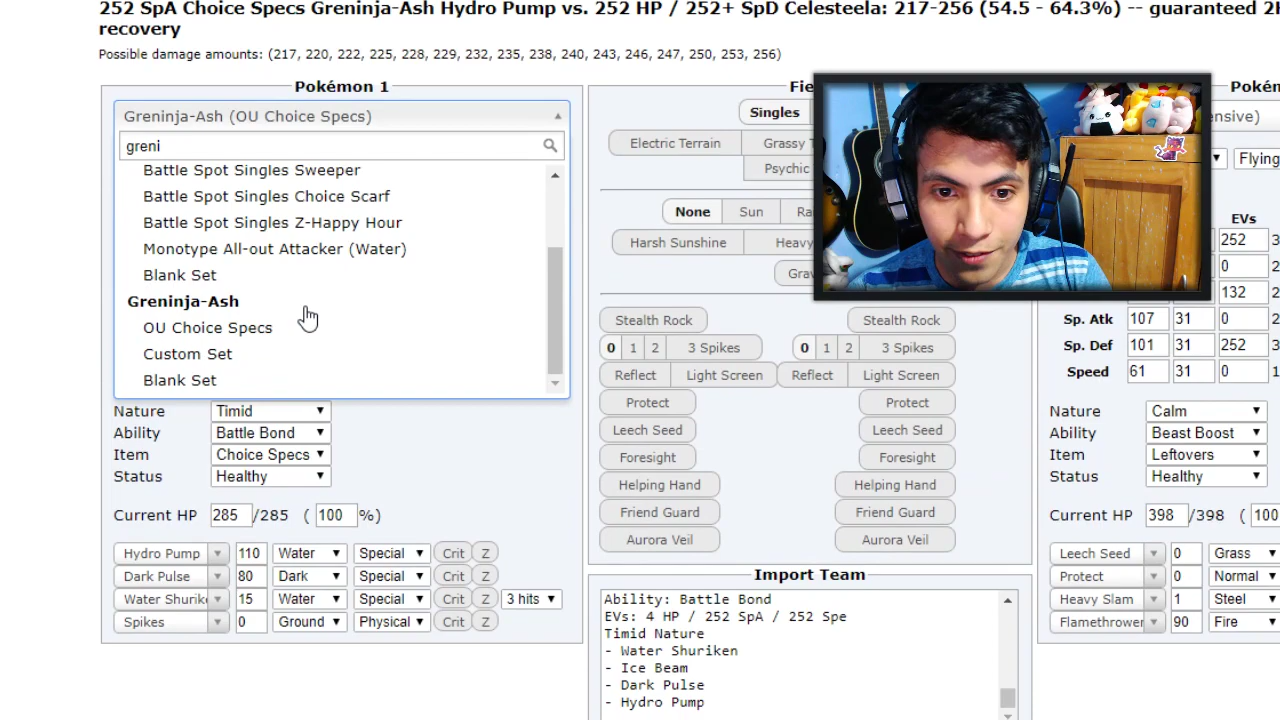 252 SpA Choice Specs Greninja-Ash Hydro Pump vs. 252 HP / 252+ SpD Celesteela: 217-256 (54.5 - 64.3%) -- guaranteed
recovery
Possible damage amounts: (217, 220, 222, 225, 228, 229, 232, 235, 238, 240, 243, 246, 247, 250, 253, 256)
Pokémon 1
Greninja-Ash (OU Choice Specs)
greni
Battle Spot Singles Sweeper
Battle Spot Singles Choice Scarf
Battle Spot Singles Z-Happy Hour
Monotype All-out Attacker (Water)
Blank Set
Greninja-Ash
OU Choice Specs
Custom Set
Blank Set
Nature Timid
Ability Battle Bond
Item Choice Specs
Status Healthy
Current HP 285 /285 ( 100 %)
Hydro Pump 110 Water Special Crit Z
Dark Pulse 80 Dark Special Crit Z
Water Shurik 15 Water Special Crit Z 3 hits
Spikes 0 Ground Physical Crit Z
Singles
Electric Terrain Grassy
Psychic
None Sun
Harsh Sunshine Heavy
Stealth Rock Stealth Rock
0 1 2 3 Spikes 0 1 2 3 Spikes
Reflect Light Screen Reflect Light Screen
Protect Protect
Leech Seed Leech Seed
Foresight Foresight
Helping Hand Helping Hand
Friend Guard Friend Guard
Aurora Veil Aurora Veil
Import Team
Ability: Battle Bond
EVs: 4 HP / 252 SpA / 252 Spe
Timid Nature
- Water Shuriken
- Ice Beam
- Dark Pulse
- Hydro Pump
Flying
EVs
252
0
132
Sp. Atk 107 31 0
Sp. Def 101 31 252
Speed 61 31 0
Nature Calm
Ability Beast Boost
Item Leftovers
Status Healthy
Current HP 398 /398 ( 100
Leech Seed 0 Grass
Protect 0 Normal
Heavy Slam 1 Steel
Flamethrower 90 Fire